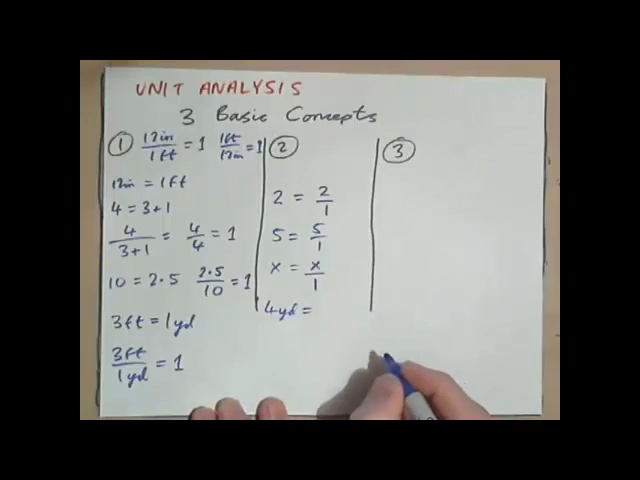 UNIT ANALYSIS
3 Basic Concepts
① 12in/1ft = 1 1ft/12in = 1
12in = 1ft
4 = 3+1
4/3+1 = 4/4 = 1
10 = 2·5 2·5/10 = 1
3ft = 1yd
3ft/1yd = 1
②
2 = 2/1
5 = 5/1
x = x/1
4yd =
③